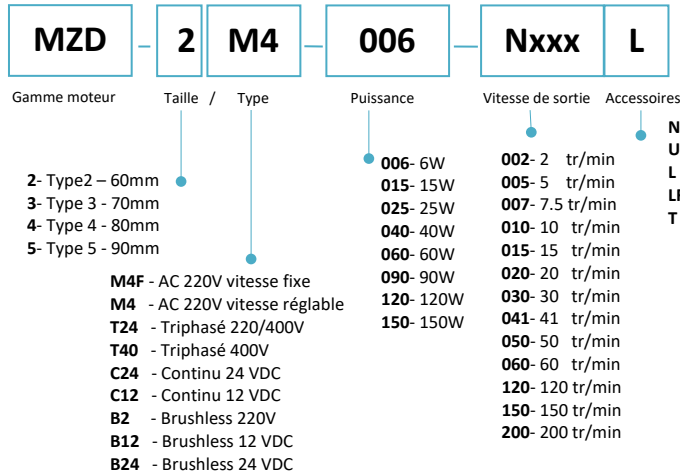 MZD – 2 M4 – 006 – Nxxx L
Gamme moteur Taille / Type Puissance Vitesse de sortie Accessoires
2- Type2 – 60mm
3- Type 3 - 70mm
4- Type 4 - 80mm
5- Type 5 - 90mm
M4F - AC 220V vitesse fixe
M4 - AC 220V vitesse réglable
T24 - Triphasé 220/400V
T40 - Triphasé 400V
C24 - Continu 24 VDC
C12 - Continu 12 VDC
B2 - Brushless 220V
B12 - Brushless 12 VDC
B24 - Brushless 24 VDC
006- 6W
015- 15W
025- 25W
040- 40W
060- 60W
090- 90W
120- 120W
150- 150W
002- 2 tr/min
005- 5 tr/min
007- 7.5 tr/min
010- 10 tr/min
015- 15 tr/min
020- 20 tr/min
030- 30 tr/min
041- 41 tr/min
050- 50 tr/min
060- 60 tr/min
120- 120 tr/min
150- 150 tr/min
200- 200 tr/min
N
U
L
T